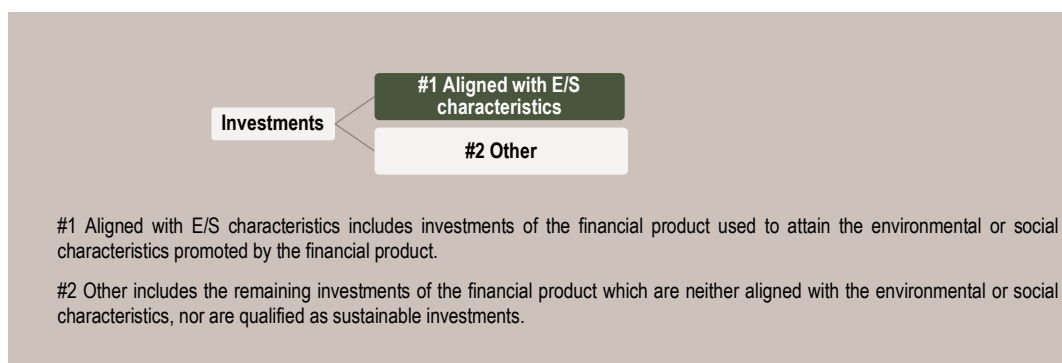 #1 Aligned with E/S
characteristics
Investments
#2 Other
#1 Aligned with E/S characteristics includes investments of the financial product used to attain the environmental or social
characteristics promoted by the financial product.
#2 Other includes the remaining investments of the financial product which are neither aligned with the environmental or social
characteristics, nor are qualified as sustainable investments.